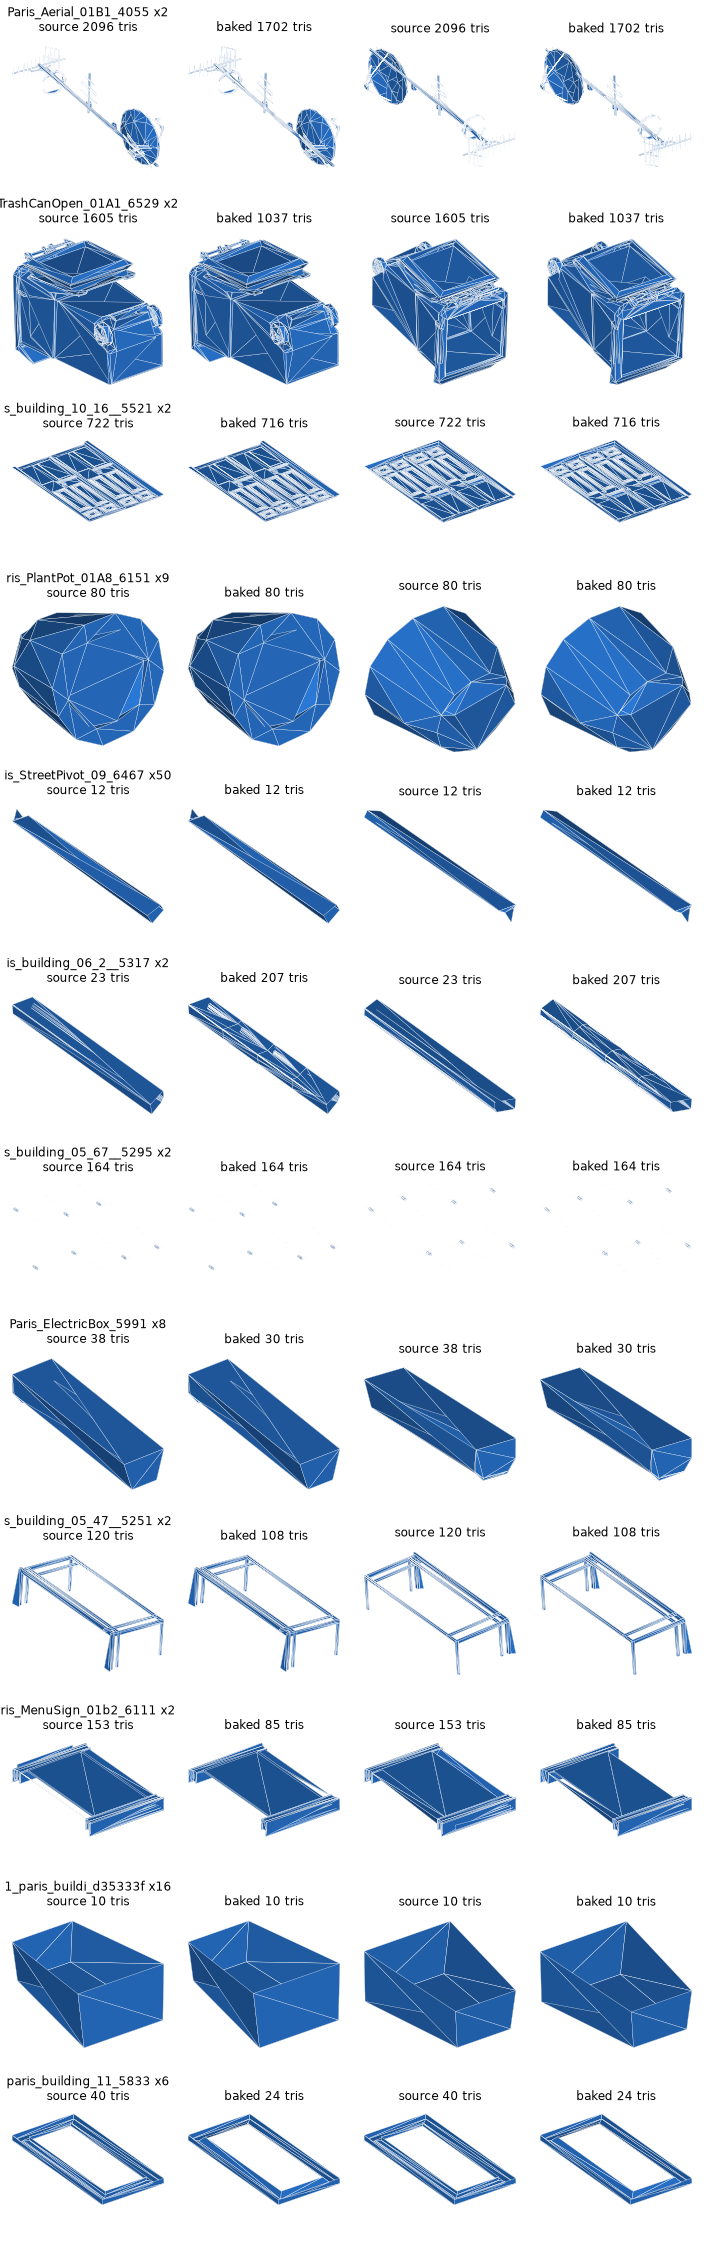 Paris_Aerial_01B1_4055 x2
source 2096 tris
baked 1702 tris
source 2096 tris
baked 1702 tris
TrashCanOpen_01A1_6529 x2
source 1605 tris
baked 1037 tris
source 1605 tris
baked 1037 tris
s_building_10_16__5521 x2
source 722 tris
baked 716 tris
source 722 tris
baked 716 tris
ris_PlantPot_01A8_6151 x9
source 80 tris
baked 80 tris
source 80 tris
baked 80 tris
is_StreetPivot_09_6467 x50
source 12 tris
baked 12 tris
source 12 tris
baked 12 tris
is_building_06_2__5317 x2
source 23 tris
baked 207 tris
source 23 tris
baked 207 tris
s_building_05_67__5295 x2
source 164 tris
baked 164 tris
source 164 tris
baked 164 tris
Paris_ElectricBox_5991 x8
source 38 tris
baked 30 tris
source 38 tris
baked 30 tris
s_building_05_47__5251 x2
source 120 tris
baked 108 tris
source 120 tris
baked 108 tris
ris_MenuSign_01b2_6111 x2
source 153 tris
baked 85 tris
source 153 tris
baked 85 tris
1_paris_buildi_d35333f x16
source 10 tris
baked 10 tris
source 10 tris
baked 10 tris
paris_building_11_5833 x6
source 40 tris
baked 24 tris
source 40 tris
baked 24 tris